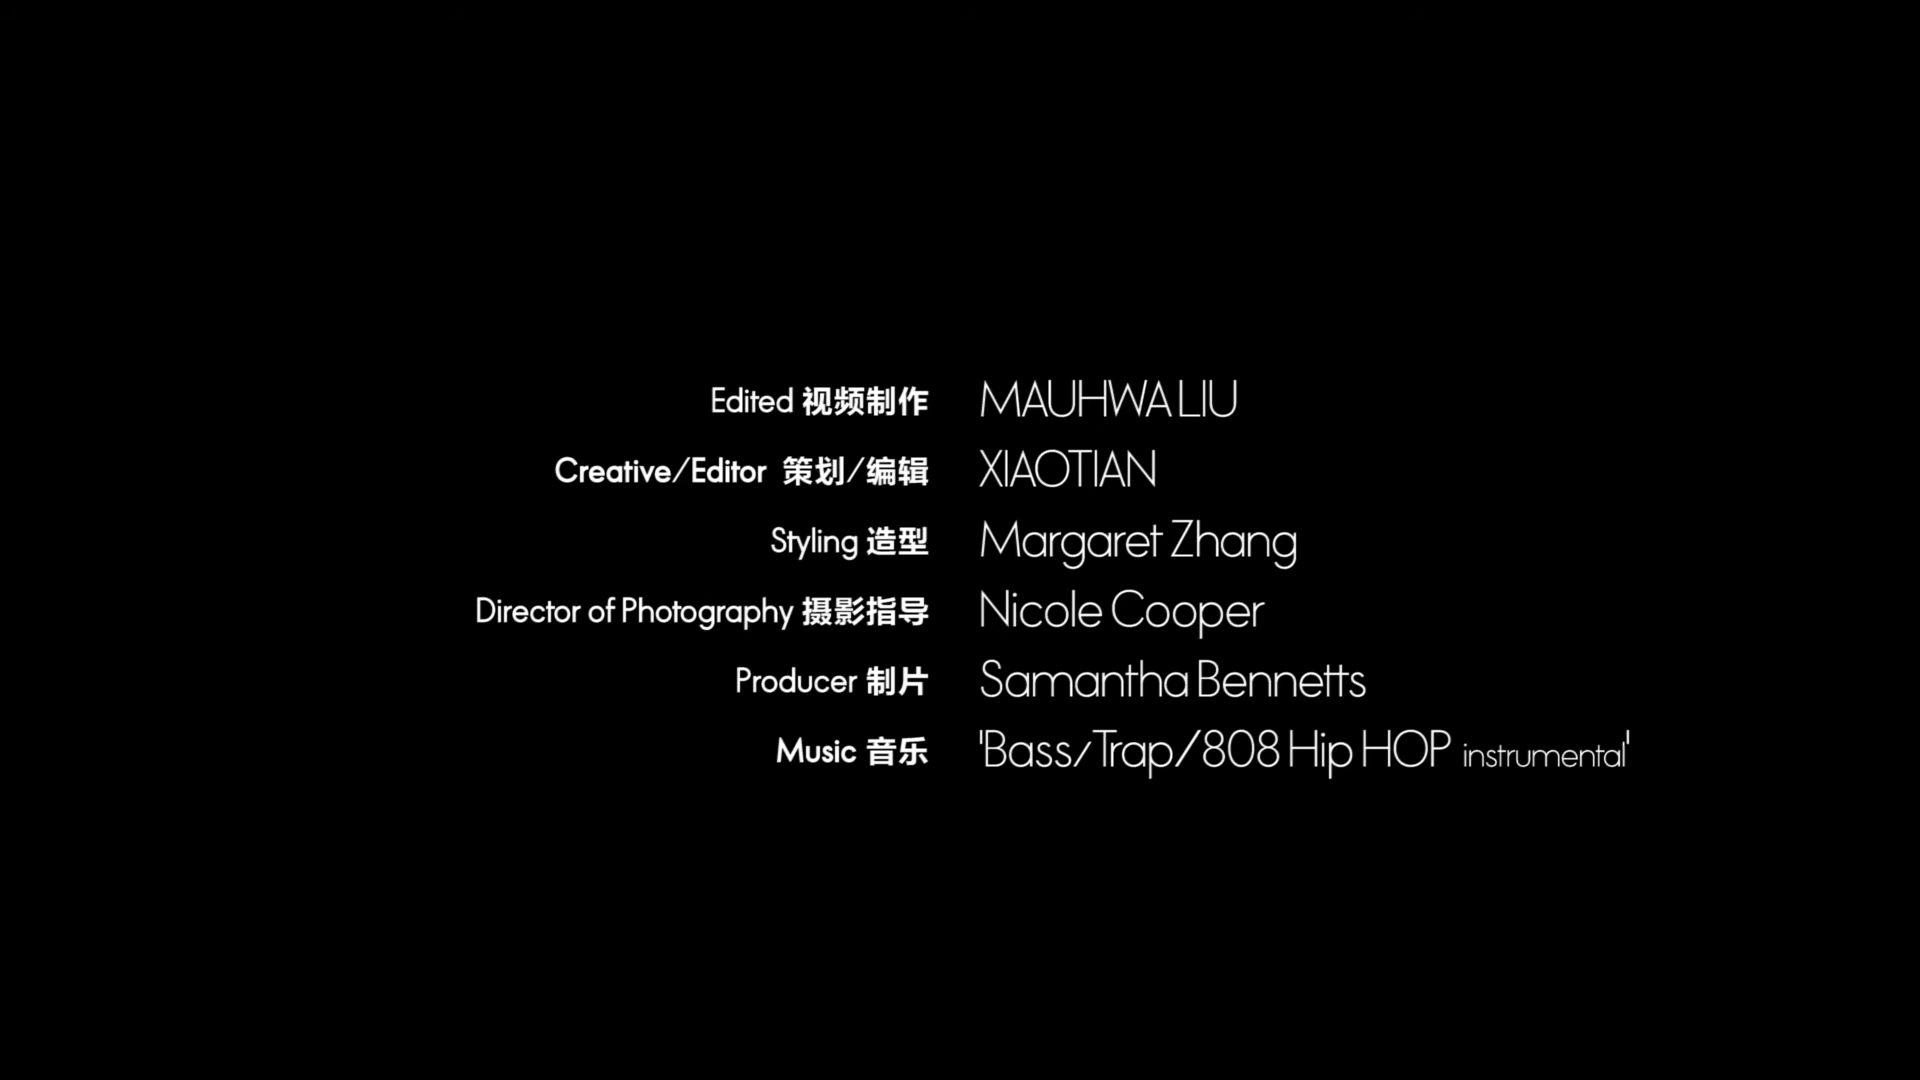 Edited 视频制作 MAUHWA LIU
Creative/Editor 策划/编辑 XIAOTIAN
Styling 造型 Margaret Zhang
Director of Photography 摄影指导 Nicole Cooper
Producer 制片 Samantha Bennetts
Music 音乐 'Bass/Trap/808 Hip HOP instrumental'